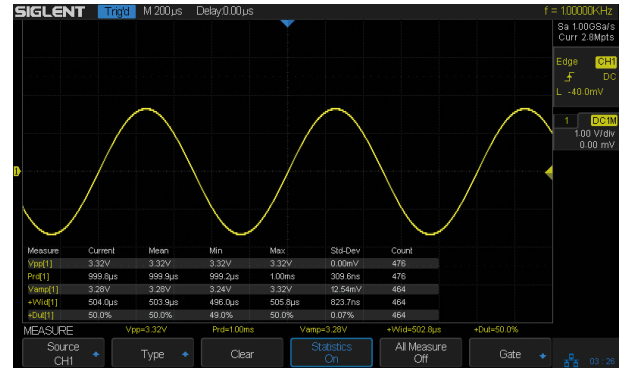 SIGLENT Trig'd M 200µs Delay:0.00µs f = 1.00000KHz
Sa 1.00GSa/s
Curr 2.8Mpts
Edge CH1
DC
L -40.0mV
1 DC1M
1.00 V/div
0.00 mV
1
Measure Current Mean Min Max Std-Dev Count
Vpp[1] 3.32V 3.32V 3.32V 3.32V 0.00mV 476
Prd[1] 999.8µs 999.9µs 999.2µs 1.00ms 309.6ns 476
Vamp[1] 3.28V 3.28V 3.24V 3.32V 12.54mV 464
+Wid[1] 504.0µs 503.9µs 496.0µs 505.8µs 823.7ns 464
+Dut[1] 50.0% 50.0% 49.0% 50.0% 0.07% 464
MEASURE Vpp=3.32V Prd=1.00ms Vamp=3.28V +Wid=502.8µs +Dut=50.0%
Source CH1
Type
Clear
Statistics On
All Measure Off
Gate
03:26